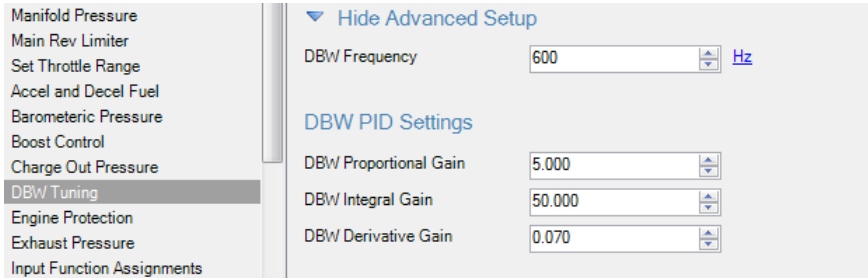 Manifold Pressure
Main Rev Limiter
Set Throttle Range
Accel and Decel Fuel
Barometeric Pressure
Boost Control
Charge Out Pressure
DBW Tuning
Engine Protection
Exhaust Pressure
Input Function Assignments
Hide Advanced Setup
DBW Frequency 600 Hz
DBW PID Settings
DBW Proportional Gain 5.000
DBW Integral Gain 50.000
DBW Derivative Gain 0.070